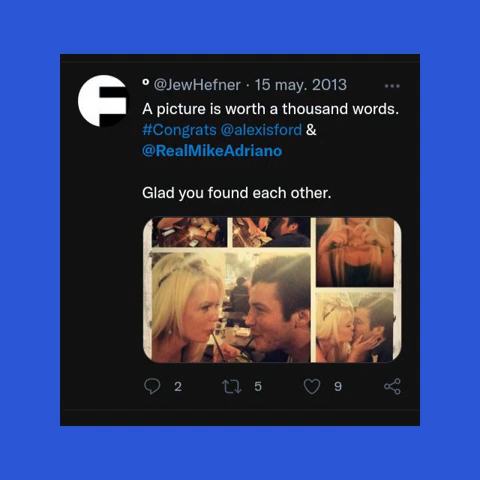 º @JewHefner · 15 may. 2013
A picture is worth a thousand words.
#Congrats @alexisford &
@RealMikeAdriano
Glad you found each other.
2 5 9